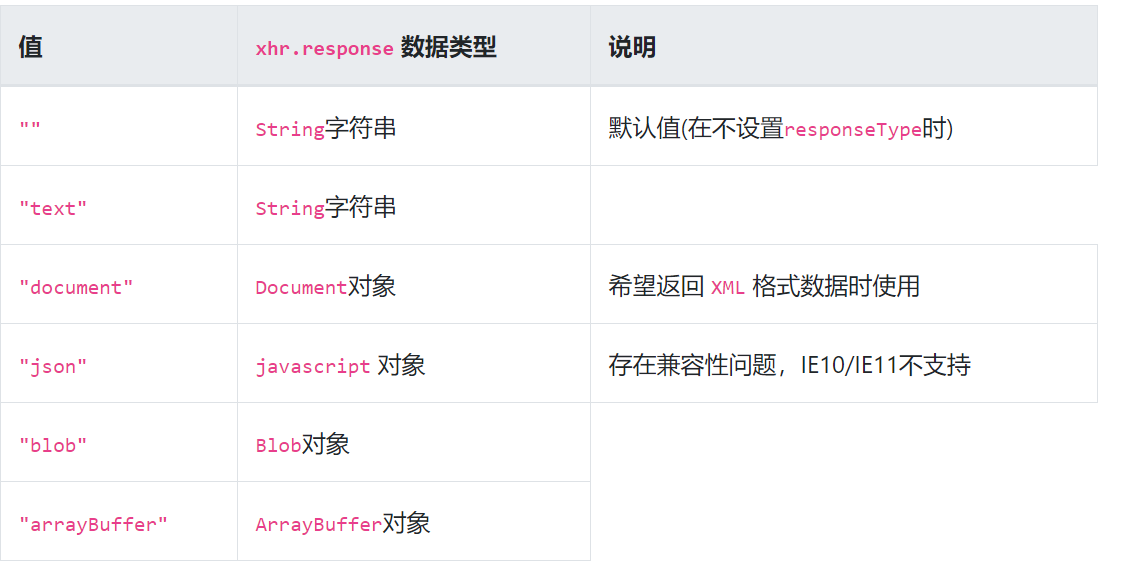 值 xhr.response 数据类型 说明
"" String字符串 默认值(在不设置responseType时)
"text" String字符串
"document" Document对象 希望返回 XML 格式数据时使用
"json" javascript 对象 存在兼容性问题，IE10/IE11不支持
"blob" Blob对象
"arrayBuffer" ArrayBuffer对象